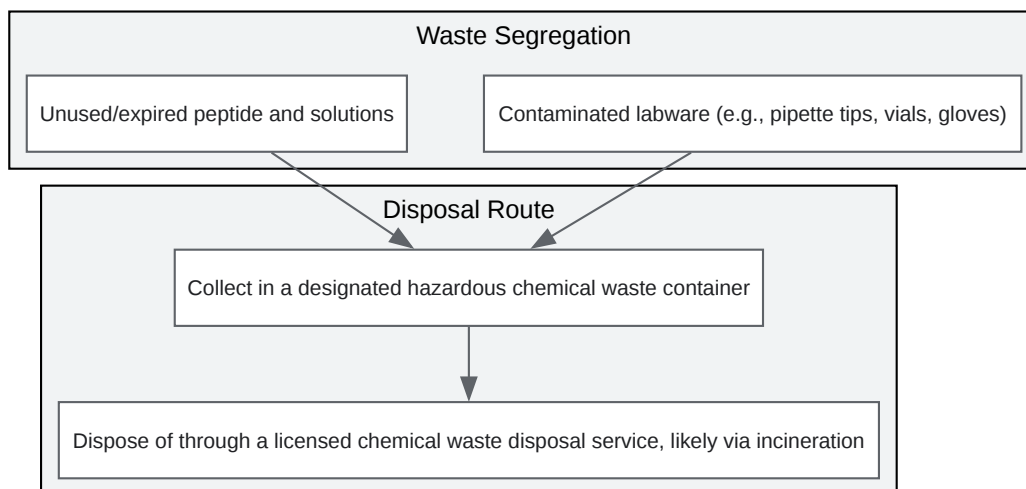 Waste Segregation
Unused/expired peptide and solutions
Contaminated labware (e.g., pipette tips, vials, gloves)
Disposal Route
Collect in a designated hazardous chemical waste container
Dispose of through a licensed chemical waste disposal service, likely via incineration